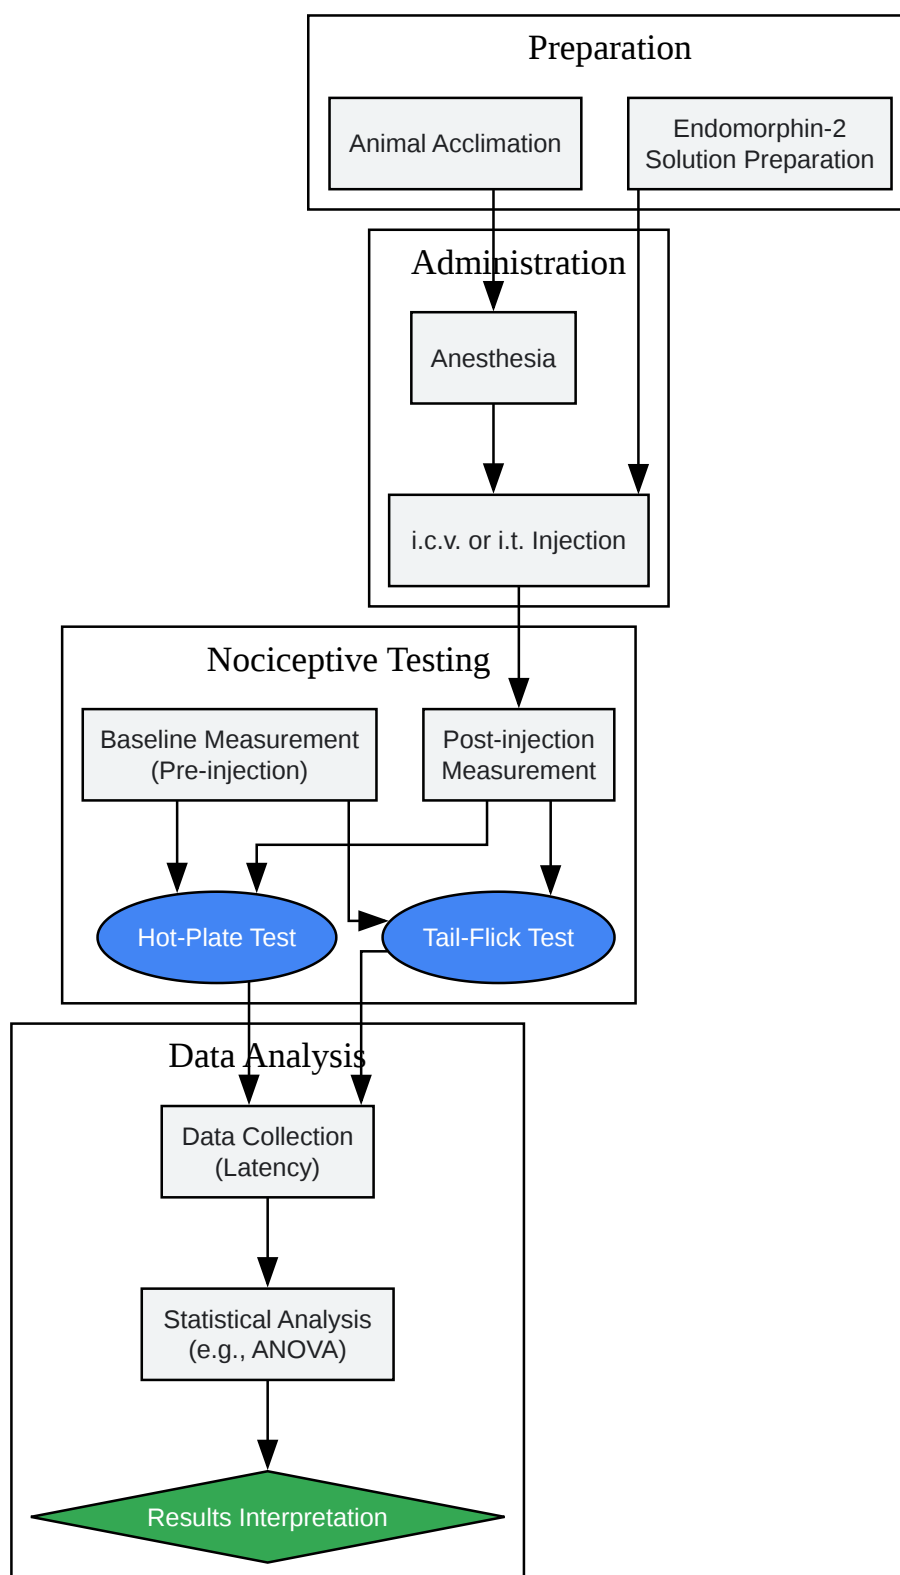 Preparation
Animal Acclimation
Endomorphin-2
Solution Preparation
Administration
Anesthesia
i.c.v. or i.t. Injection
Nociceptive Testing
Baseline Measurement
(Pre-injection)
Post-injection
Measurement
Hot-Plate Test
Tail-Flick Test
Data Analysis
Data Collection
(Latency)
Statistical Analysis
(e.g., ANOVA)
Results Interpretation